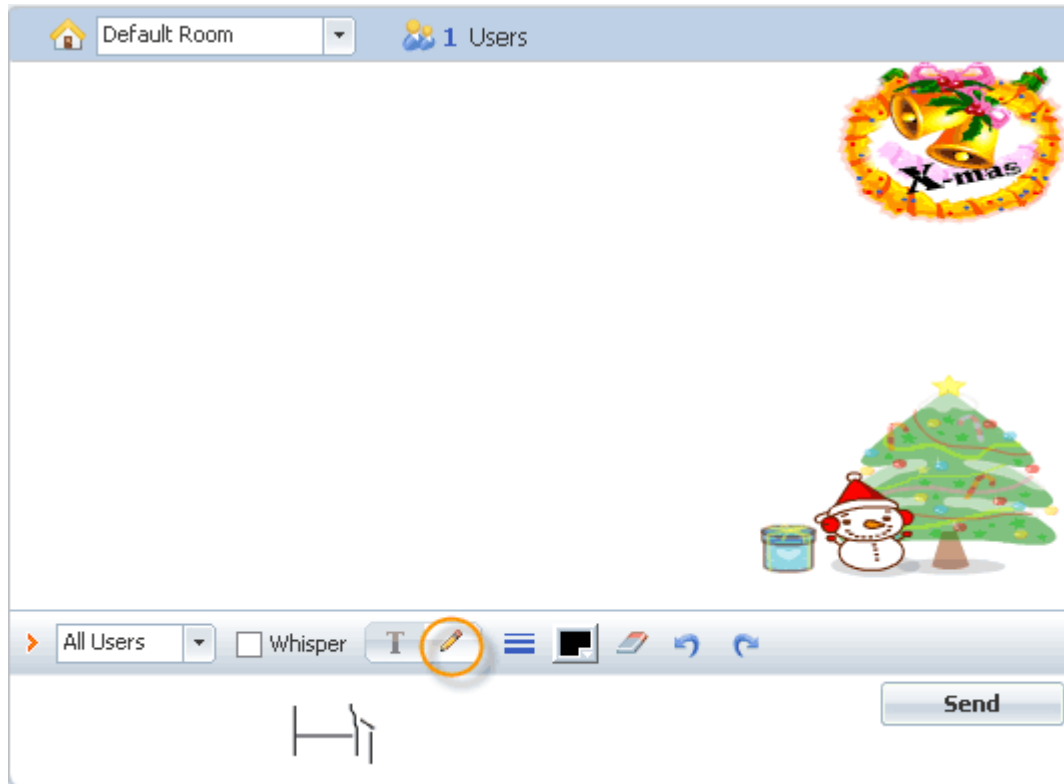 Default Room
1 Users
X-mas
All Users
Whisper
T
Send